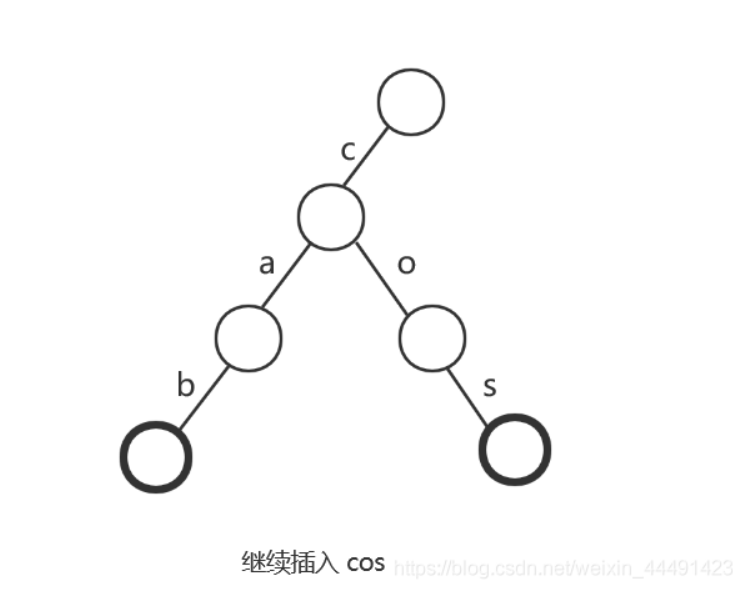 c
a
o
b
s
继续插入 cos
https://blog.csdn.net/weixin_44491423